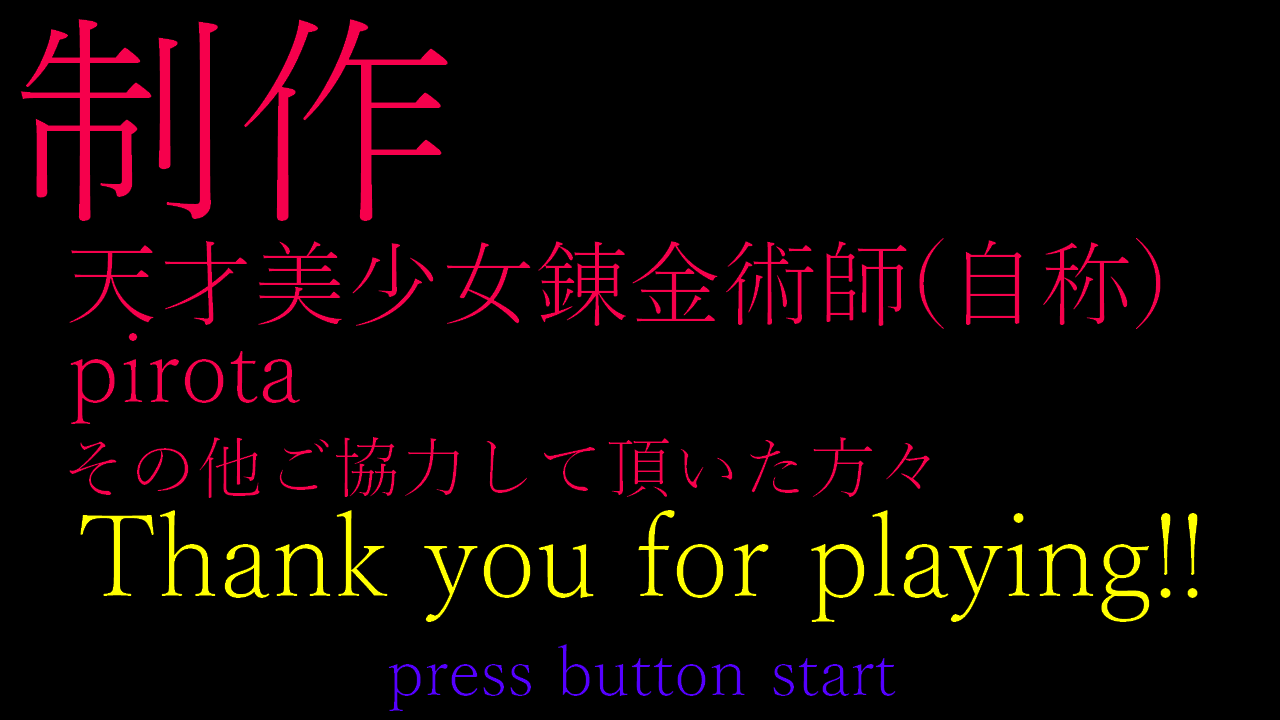 制作
天才美少女錬金術師(自称)
pirota
その他ご協力して頂いた方々
Thank you for playing!!
press button start